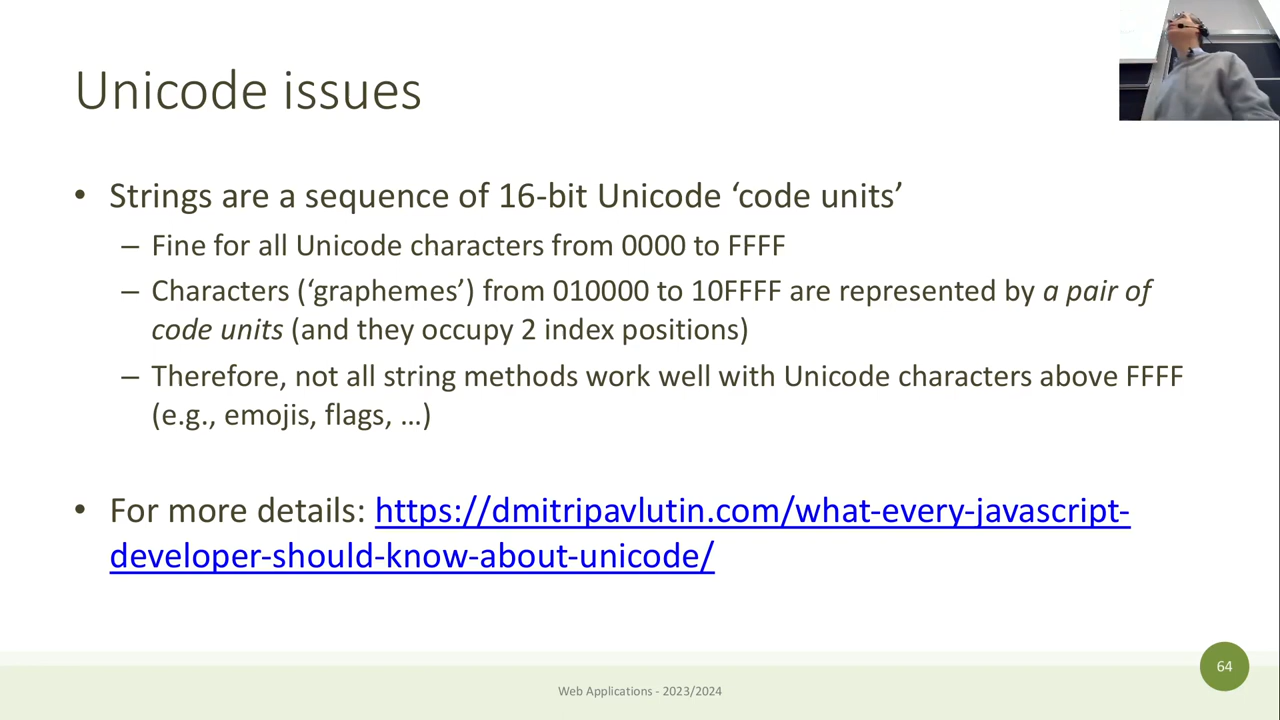 Unicode issues
• Strings are a sequence of 16-bit Unicode ‘code units’
– Fine for all Unicode characters from 0000 to FFFF
– Characters (‘graphemes’) from 010000 to 10FFFF are represented by a pair of
code units (and they occupy 2 index positions)
– Therefore, not all string methods work well with Unicode characters above FFFF
(e.g., emojis, flags, …)
• For more details: https://dmitripavlutin.com/what-every-javascript-
developer-should-know-about-unicode/
64
Web Applications - 2023/2024